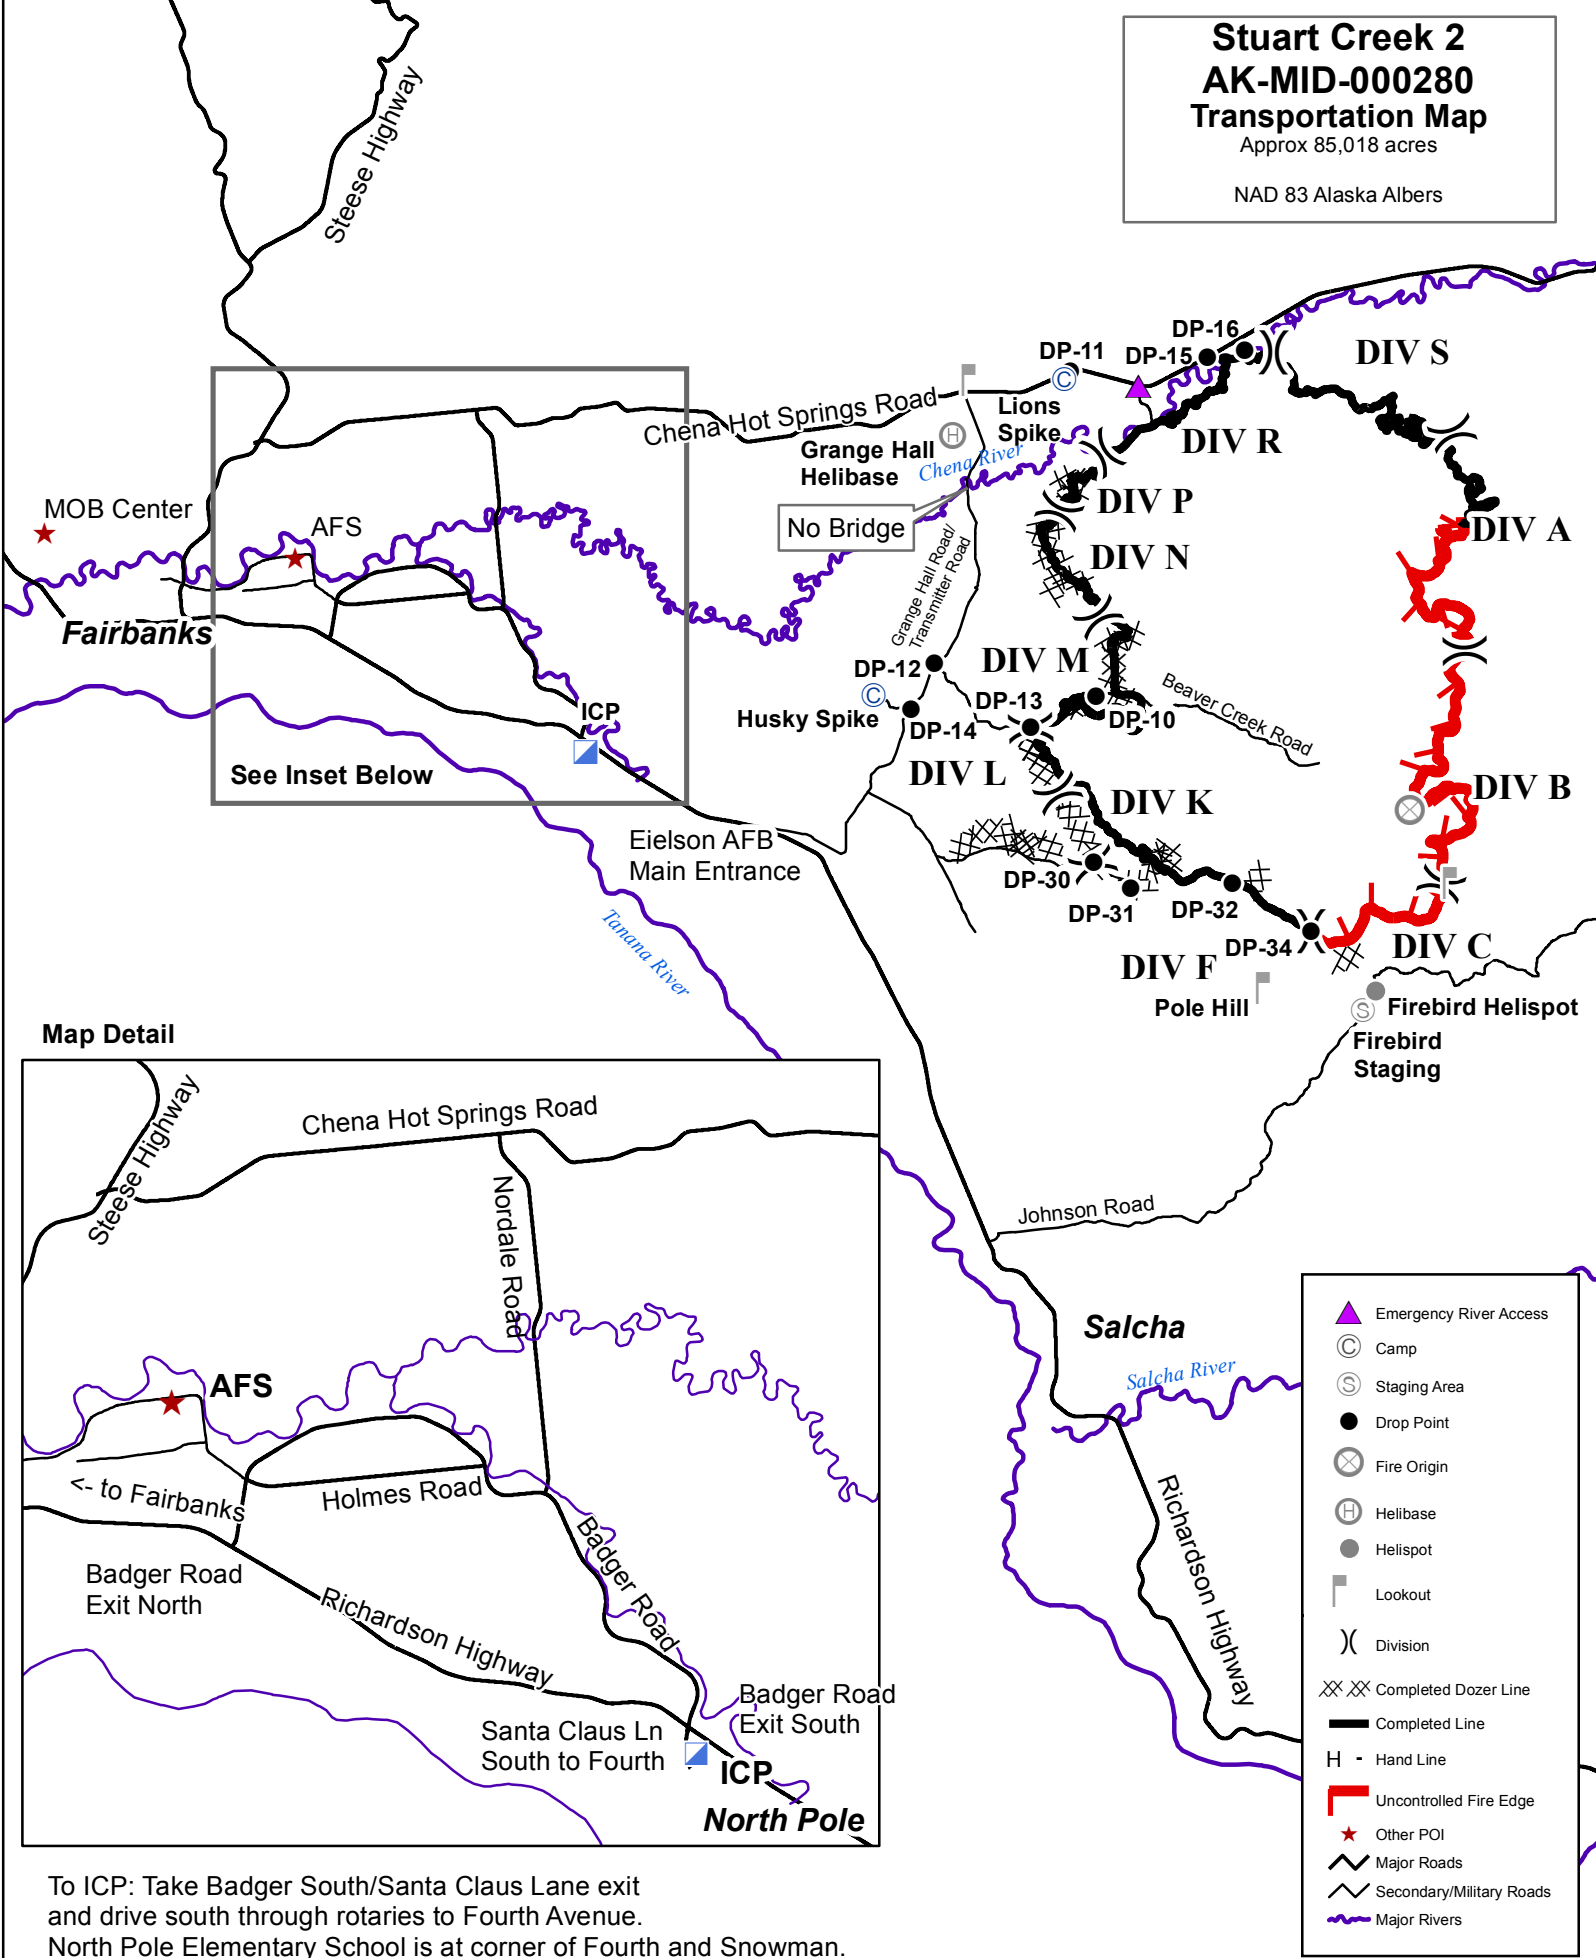 Stuart Creek 2
AK-MID-000280
Transportation Map
Approx 85,018 acres
NAD 83 Alaska Albers
Steese Highway
DP-16
DP-11
DP-15
DIV S
Chena Hot Springs Road
Lions
Spike
DIV R
Grange Hall
Helibase
H
C
Chena River
MOB Center
AFS
No Bridge
DIV P
DIV A
DIV N
Grange Hall Road/
Transmitter Road
Fairbanks
DP-12
DIV M
C
Husky Spike
DP-13
DP-14
DP-10
Beaver Creek Road
ICP
See Inset Below
DIV L
DIV K
DIV B
Eielson AFB
Main Entrance
DP-30
DP-31
DP-32
DP-34
DIV C
DIV F
Tanana River
Pole Hill
S
Firebird Helispot
Firebird
Staging
Map Detail
Steese Highway
Chena Hot Springs Road
Nordale Road
AFS
<- to Fairbanks
Holmes Road
Badger Road
Badger Road
Exit North
Richardson Highway
Badger Road
Exit South
Santa Claus Ln
South to Fourth
ICP
North Pole
Johnson Road
Salcha
Salcha River
Richardson Highway
Emergency River Access
C Camp
S Staging Area
Drop Point
Fire Origin
H Helibase
Helispot
Lookout
)( Division
Completed Dozer Line
Completed Line
H - Hand Line
Uncontrolled Fire Edge
Other POI
Major Roads
Secondary/Military Roads
Major Rivers
To ICP: Take Badger South/Santa Claus Lane exit
and drive south through rotaries to Fourth Avenue.
North Pole Elementary School is at corner of Fourth and Snowman.